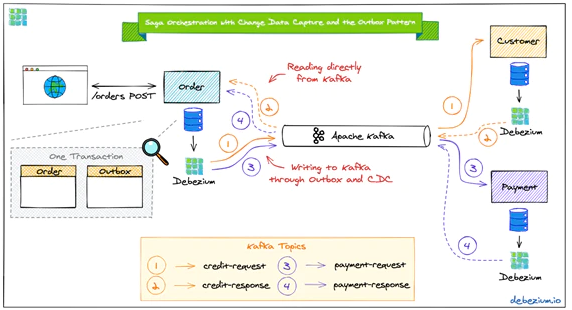 Saga Orchestration with Change Data Capture and the Outbox Pattern
Customer
Reading directly
from Kafka
/orders POST
Order
2
4
1
Debezium
2
Apache Kafka
One Transaction
Order
Outbox
1
3
Debezium
Writing to Kafka
through Outbox and CDC
3
Payment
4
Debezium
Kafka Topics
1 credit-request
3 payment-request
2 credit-response
4 payment-response
debezium.io